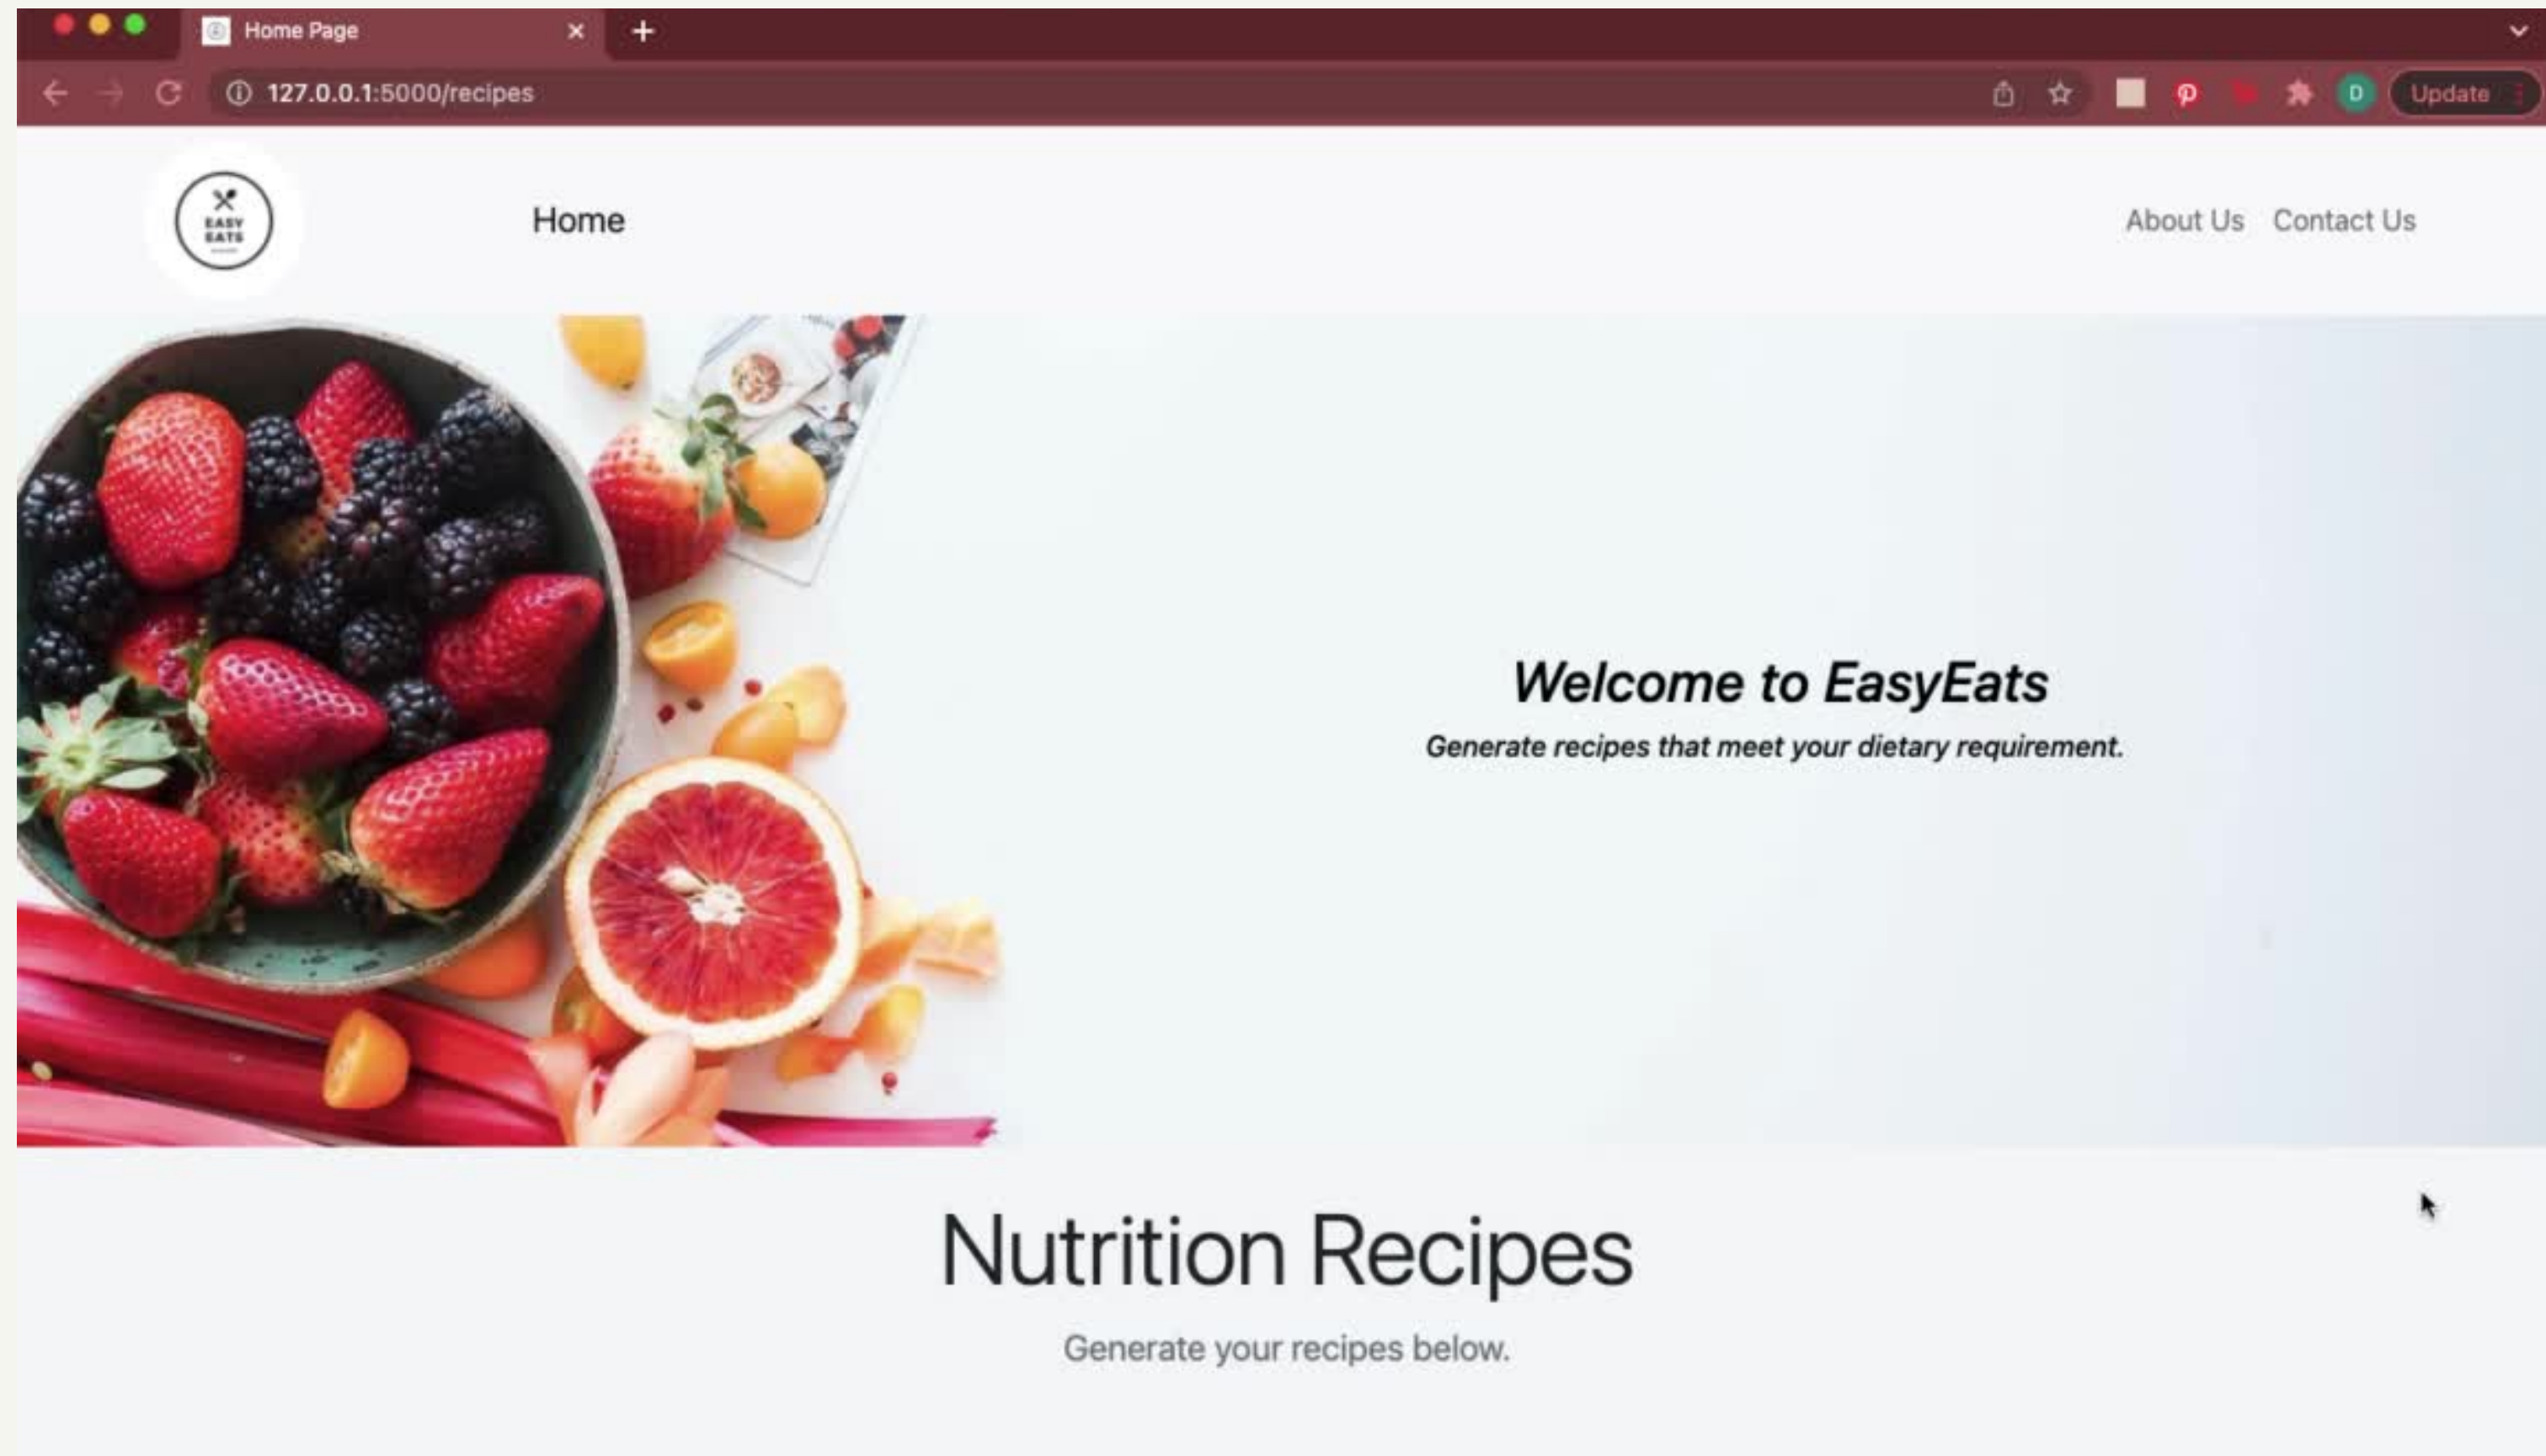 Home Page
127.0.0.1:5000/recipes
D
Update
EASY
EATS
Home
About Us Contact Us
Welcome to EasyEats
Generate recipes that meet your dietary requirement.
Nutrition Recipes
Generate your recipes below.